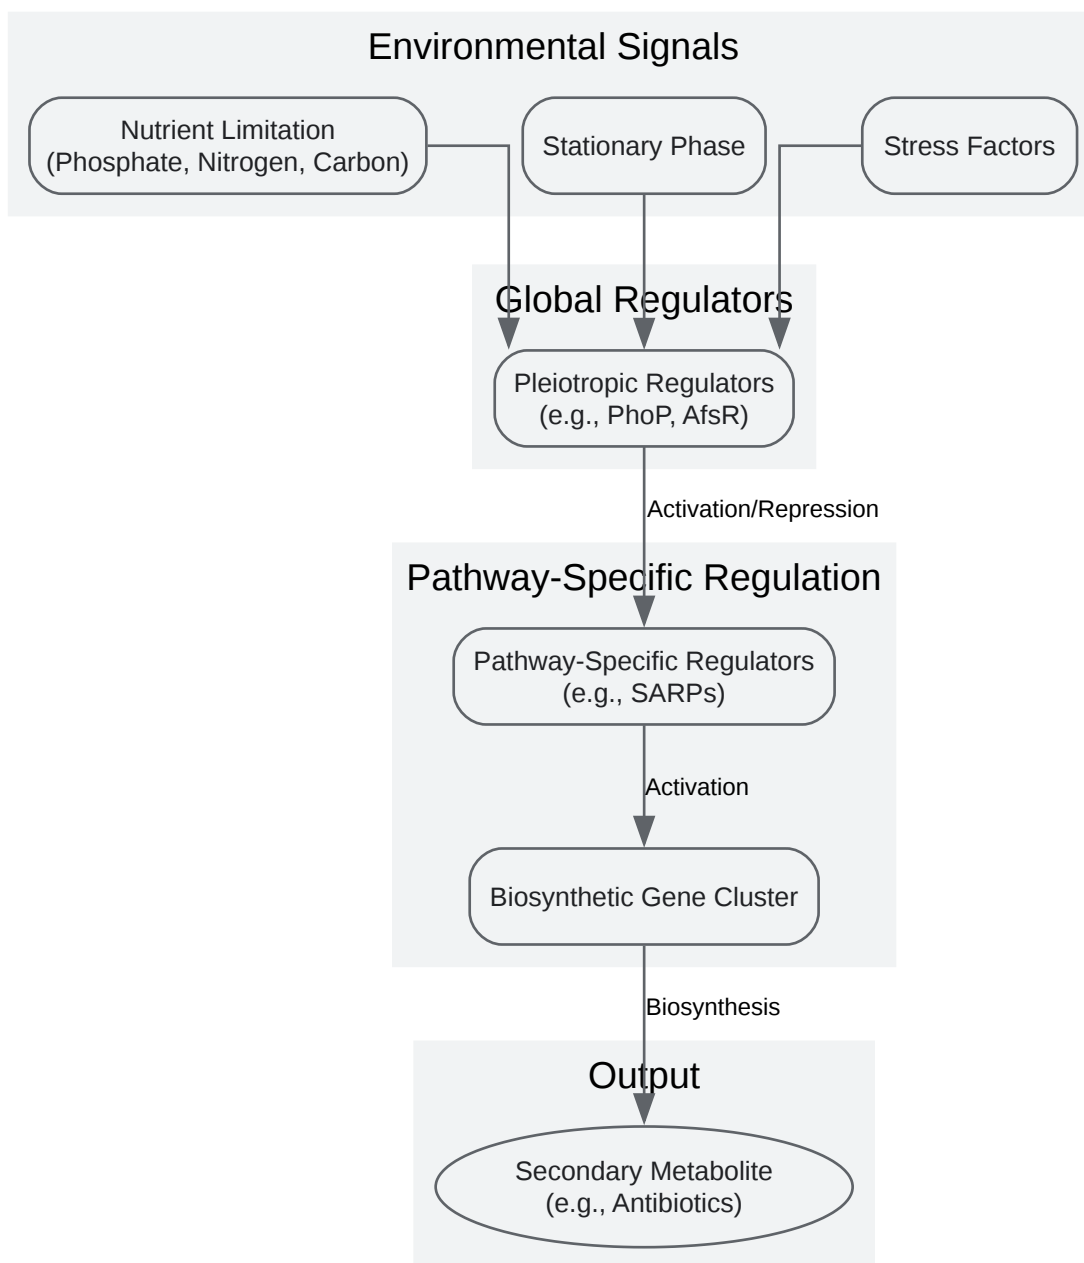 Environmental Signals
Nutrient Limitation
(Phosphate, Nitrogen, Carbon)
Stationary Phase
Stress Factors
Global Regulators
Pleiotropic Regulators
(e.g., PhoP, AfsR)
Activation/Repression
Pathway-Specific Regulation
Pathway-Specific Regulators
(e.g., SARPs)
Activation
Biosynthetic Gene Cluster
Biosynthesis
Output
Secondary Metabolite
(e.g., Antibiotics)